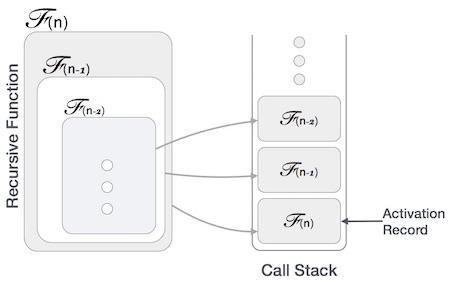 ℱ(n)
ℱ(n-1)
ℱ(n-2)
Recursive Function
ℱ(n-2)
ℱ(n-1)
ℱ(n)
Activation
Record
Call Stack